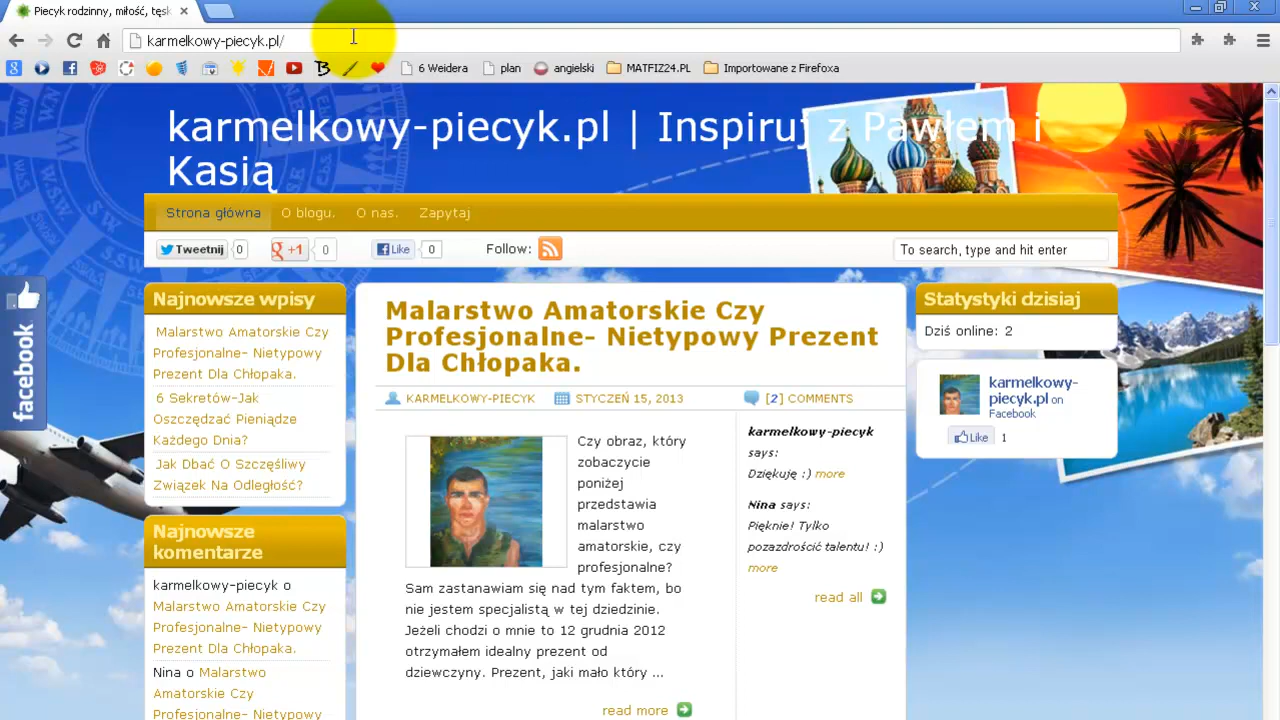 Piecyk rodzinny, miłość, tęsk
karmelkowy-piecyk.pl/
6 Weidera
plan
angielski
MATFIZ24.PL
Importowane z Firefoxa
karmelkowy-piecyk.pl | Inspiruj z Pawłem i
Kasią
Strona główna
O blogu.
O nas.
Zapytaj
Tweetnij 0
+1 0
Like 0
Follow:
To search, type and hit enter
facebook
Najnowsze wpisy
Malarstwo Amatorskie Czy
Profesjonalne- Nietypowy
Prezent Dla Chłopaka.
6 Sekretów-Jak
Oszczędzać Pieniądze
Każdego Dnia?
Jak Dbać O Szczęśliwy
Związek Na Odległość?
Najnowsze
komentarze
karmelkowy-piecyk o
Malarstwo Amatorskie Czy
Profesjonalne- Nietypowy
Prezent Dla Chłopaka.
Nina o Malarstwo
Amatorskie Czy
Profesjonalne- Nietypowy
Malarstwo Amatorskie Czy
Profesjonalne- Nietypowy Prezent
Dla Chłopaka.
KARMELKOWY-PIECYK
STYCZEŃ 15, 2013
[2] COMMENTS
Czy obraz, który
zobaczycie
poniżej
przedstawia
malarstwo
amatorskie, czy
profesjonalne?
Sam zastanawiam się nad tym faktem, bo
nie jestem specjalistą w tej dziedzinie.
Jeżeli chodzi o mnie to 12 grudnia 2012
otrzymałem idealny prezent od
dziewczyny. Prezent, jaki mało który ...
read more
karmelkowy-piecyk
says:
Dziękuję :) more
Nina says:
Pięknie! Tylko
pozazdrościć talentu! :)
more
read all
Statystyki dzisiaj
Dziś online: 2
karmelkowy-
piecyk.pl on
Facebook
Like 1